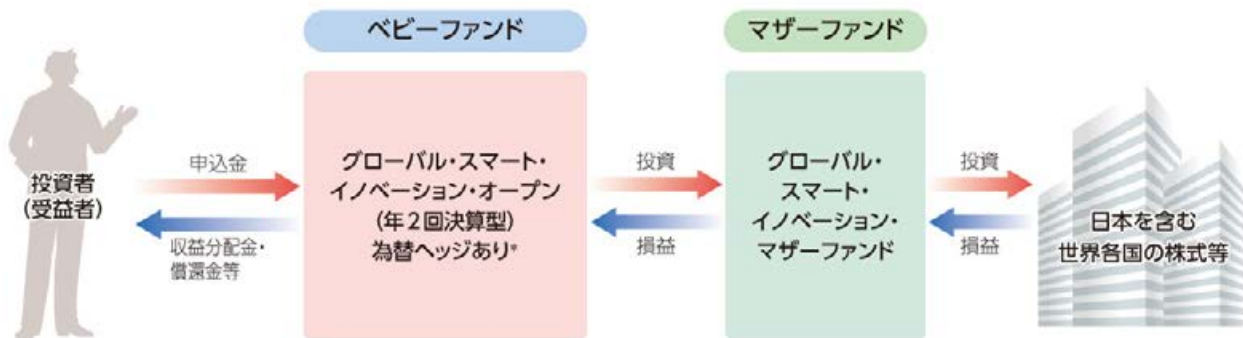 ベビーファンド
マザーファンド
投資者
(受益者)
申込金
収益分配金・
償還金等
グローバル・スマート・
イノベーション・オープン
(年2回決算型)
為替ヘッジあり*
投資
損益
グローバル・
スマート・
イノベーション・
マザーファンド
投資
損益
日本を含む
世界各国の株式等